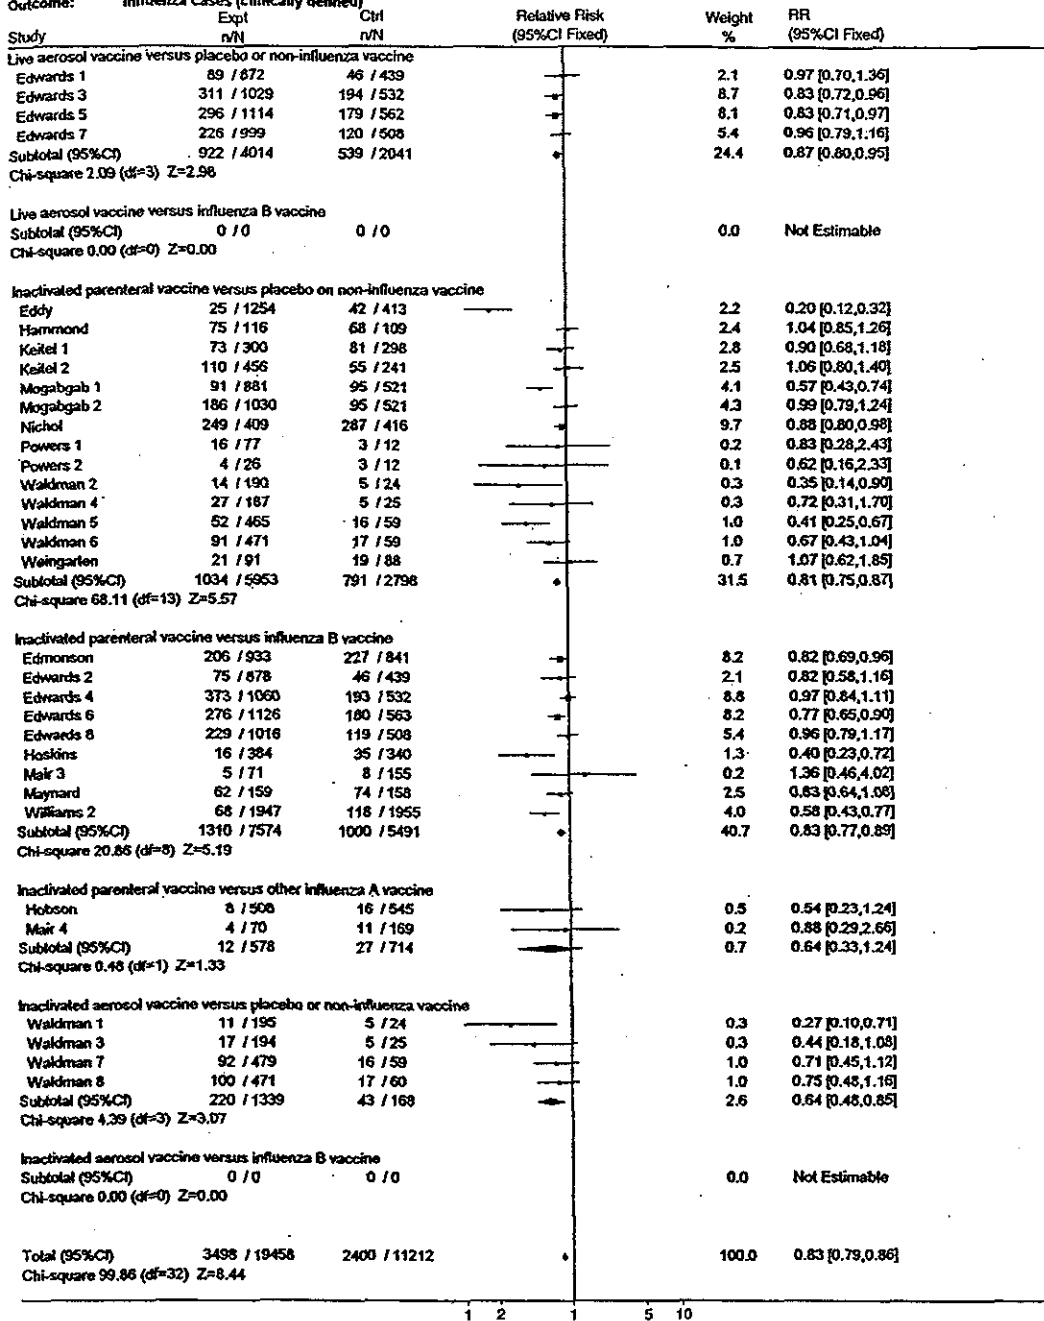 Outcome: Influenza Cases (clinically defined)
Expt Ctrl Relative Risk Weight RR
Study n/N n/N (95%CI Fixed) % (95%CI Fixed)
Live aerosol vaccine versus placebo or non-influenza vaccine
Edwards 1 89 / 872 46 / 439 2.1 0.97 [0.70,1.36]
Edwards 3 311 / 1029 194 / 532 8.7 0.83 [0.72,0.96]
Edwards 5 296 / 1114 179 / 562 8.1 0.83 [0.71,0.97]
Edwards 7 226 / 999 120 / 508 5.4 0.96 [0.79,1.16]
Subtotal (95%CI) 922 / 4014 539 / 2041 24.4 0.87 [0.80,0.95]
Chi-square 2.09 (df=3) Z=2.98
Live aerosol vaccine versus influenza B vaccine
Subtotal (95%CI) 0 / 0 0 / 0 0.0 Not Estimable
Chi-square 0.00 (df=0) Z=0.00
Inactivated parenteral vaccine versus placebo on non-influenza vaccine
Eddy 25 / 1254 42 / 413 2.2 0.20 [0.12,0.32]
Hammond 75 / 116 68 / 109 2.4 1.04 [0.85,1.26]
Keitel 1 73 / 300 81 / 298 2.8 0.90 [0.68,1.18]
Keitel 2 110 / 456 55 / 241 2.5 1.06 [0.80,1.40]
Mogabgab 1 91 / 881 95 / 521 4.1 0.57 [0.43,0.74]
Mogabgab 2 186 / 1030 95 / 521 4.3 0.99 [0.79,1.24]
Nichol 249 / 409 287 / 416 9.7 0.88 [0.80,0.98]
Powers 1 16 / 77 3 / 12 0.2 0.83 [0.28,2.43]
Powers 2 4 / 26 3 / 12 0.1 0.62 [0.16,2.33]
Waldman 2 14 / 190 5 / 24 0.3 0.35 [0.14,0.90]
Waldman 4 27 / 187 5 / 25 0.3 0.72 [0.31,1.70]
Waldman 5 52 / 465 16 / 59 1.0 0.41 [0.25,0.67]
Waldman 6 91 / 471 17 / 59 1.0 0.67 [0.43,1.04]
Weingarten 21 / 91 19 / 88 0.7 1.07 [0.62,1.85]
Subtotal (95%CI) 1034 / 5953 791 / 2798 31.5 0.81 [0.75,0.87]
Chi-square 68.11 (df=13) Z=5.57
Inactivated parenteral vaccine versus influenza B vaccine
Edmonson 206 / 933 227 / 841 8.2 0.82 [0.69,0.96]
Edwards 2 75 / 878 46 / 439 2.1 0.82 [0.58,1.16]
Edwards 4 373 / 1060 193 / 532 8.8 0.97 [0.84,1.11]
Edwards 6 276 / 1126 180 / 563 8.2 0.77 [0.65,0.90]
Edwards 8 229 / 1016 119 / 508 5.4 0.96 [0.79,1.17]
Hoskins 16 / 384 35 / 340 1.3 0.40 [0.23,0.72]
Mair 3 5 / 71 8 / 155 0.2 1.36 [0.46,4.02]
Maynard 62 / 159 74 / 158 2.5 0.83 [0.64,1.08]
Williams 2 68 / 1947 118 / 1955 4.0 0.58 [0.43,0.77]
Subtotal (95%CI) 1310 / 7574 1000 / 5491 40.7 0.83 [0.77,0.89]
Chi-square 20.86 (df=8) Z=5.19
Inactivated parenteral vaccine versus other influenza A vaccine
Hobson 8 / 508 16 / 545 0.5 0.54 [0.23,1.24]
Mair 4 4 / 70 11 / 169 0.2 0.88 [0.29,2.66]
Subtotal (95%CI) 12 / 578 27 / 714 0.7 0.64 [0.33,1.24]
Chi-square 0.48 (df=1) Z=1.33
Inactivated aerosol vaccine versus placebo or non-influenza vaccine
Waldman 1 11 / 195 5 / 24 0.3 0.27 [0.10,0.71]
Waldman 3 17 / 194 5 / 25 0.3 0.44 [0.18,1.08]
Waldman 7 92 / 479 16 / 59 1.0 0.71 [0.45,1.12]
Waldman 8 100 / 471 17 / 60 1.0 0.75 [0.48,1.16]
Subtotal (95%CI) 220 / 1339 43 / 168 2.6 0.64 [0.48,0.85]
Chi-square 4.39 (df=3) Z=3.07
Inactivated aerosol vaccine versus influenza B vaccine
Subtotal (95%CI) 0 / 0 0 / 0 0.0 Not Estimable
Chi-square 0.00 (df=0) Z=0.00
Total (95%CI) 3498 / 19458 2400 / 11212 100.0 0.83 [0.79,0.86]
Chi-square 99.86 (df=32) Z=8.44
1 2 1 5 10